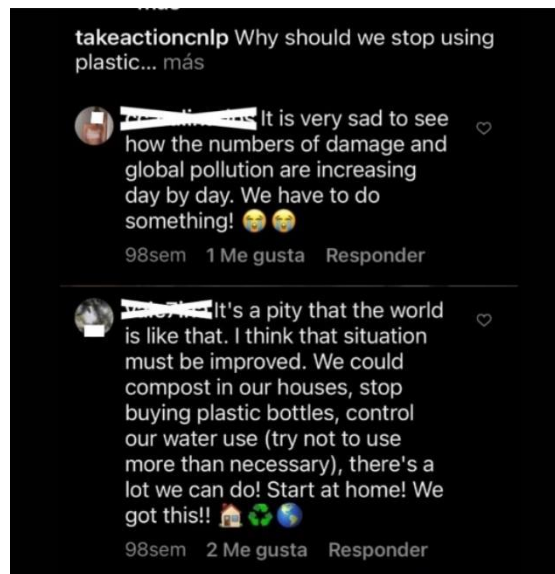 takeactioncnlp Why should we stop using
plastic... más
It is very sad to see
how the numbers of damage and
global pollution are increasing
day by day. We have to do
something! 😭 😭
98sem 1 Me gusta Responder
It's a pity that the world
is like that. I think that situation
must be improved. We could
compost in our houses, stop
buying plastic bottles, control
our water use (try not to use
more than necessary), there's a
lot we can do! Start at home! We
got this!! 🏠 ♻️ 🌎
98sem 2 Me gusta Responder